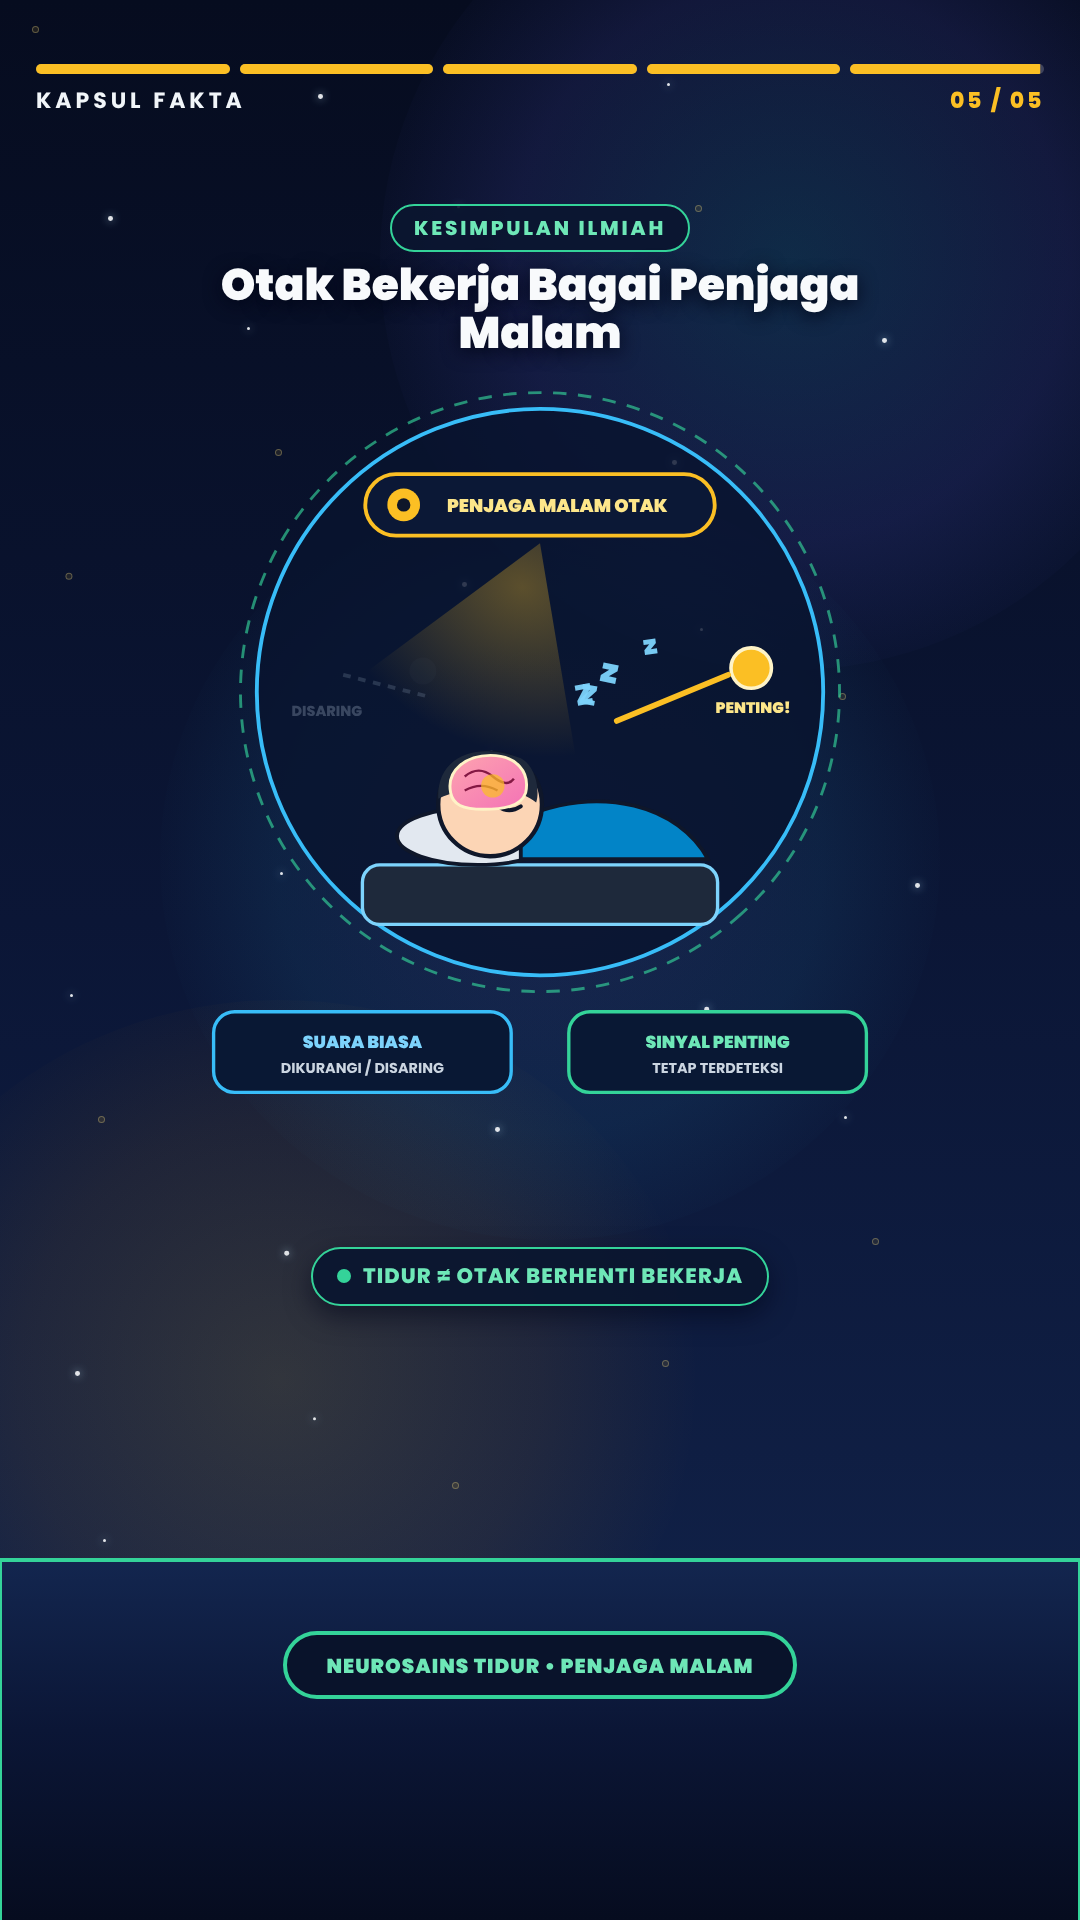 KAPSUL FAKTA
05 / 05
KESIMPULAN ILMIAH
Otak Bekerja Bagai Penjaga
Malam
PENJAGA MALAM OTAK
z
z
z
z
DISARING
PENTING!
SUARA BIASA
DIKURANGI / DISARING
SINYAL PENTING
TETAP TERDETEKSI
TIDUR ≠ OTAK BERHENTI BEKERJA
NEUROSAINS TIDUR • PENJAGA MALAM